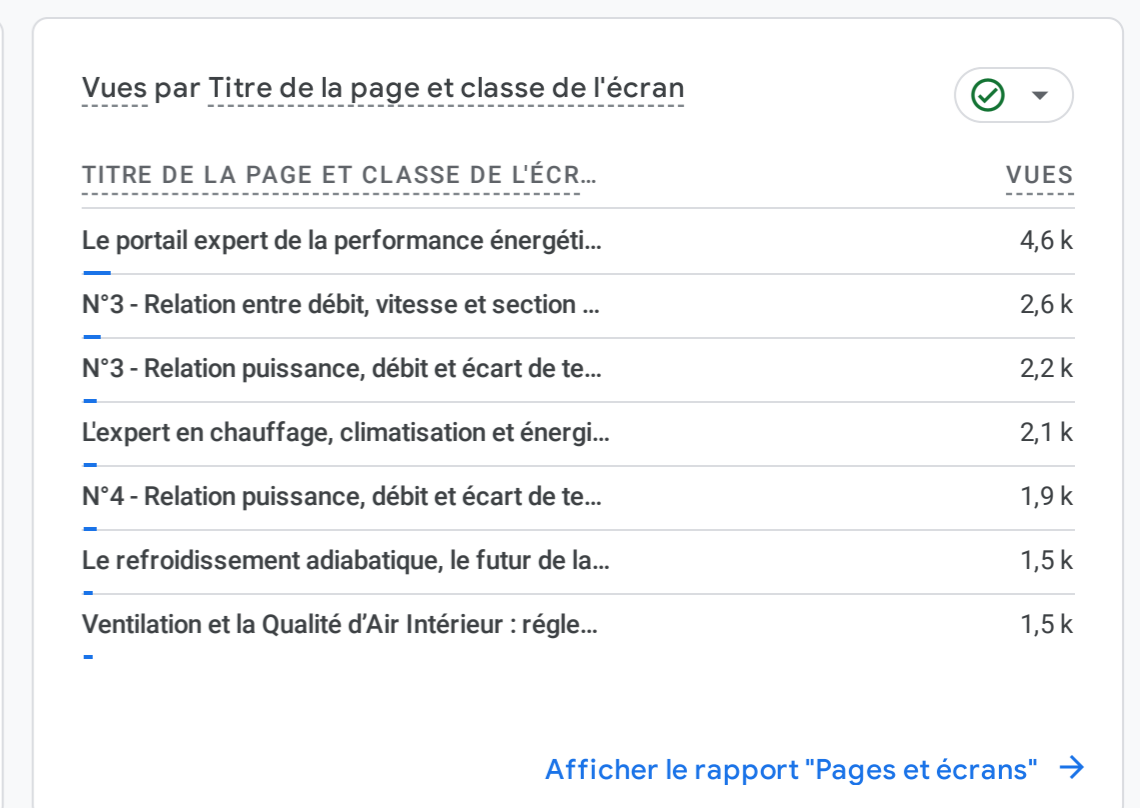 Vues par Titre de la page et classe de l'écran
TITRE DE LA PAGE ET CLASSE DE L'ÉCR… VUES
Le portail expert de la performance énergéti… 4,6 k
N°3 - Relation entre débit, vitesse et section … 2,6 k
N°3 - Relation puissance, débit et écart de te… 2,2 k
L'expert en chauffage, climatisation et énergi… 2,1 k
N°4 - Relation puissance, débit et écart de te… 1,9 k
Le refroidissement adiabatique, le futur de la… 1,5 k
Ventilation et la Qualité d’Air Intérieur : régle… 1,5 k
Afficher le rapport "Pages et écrans"